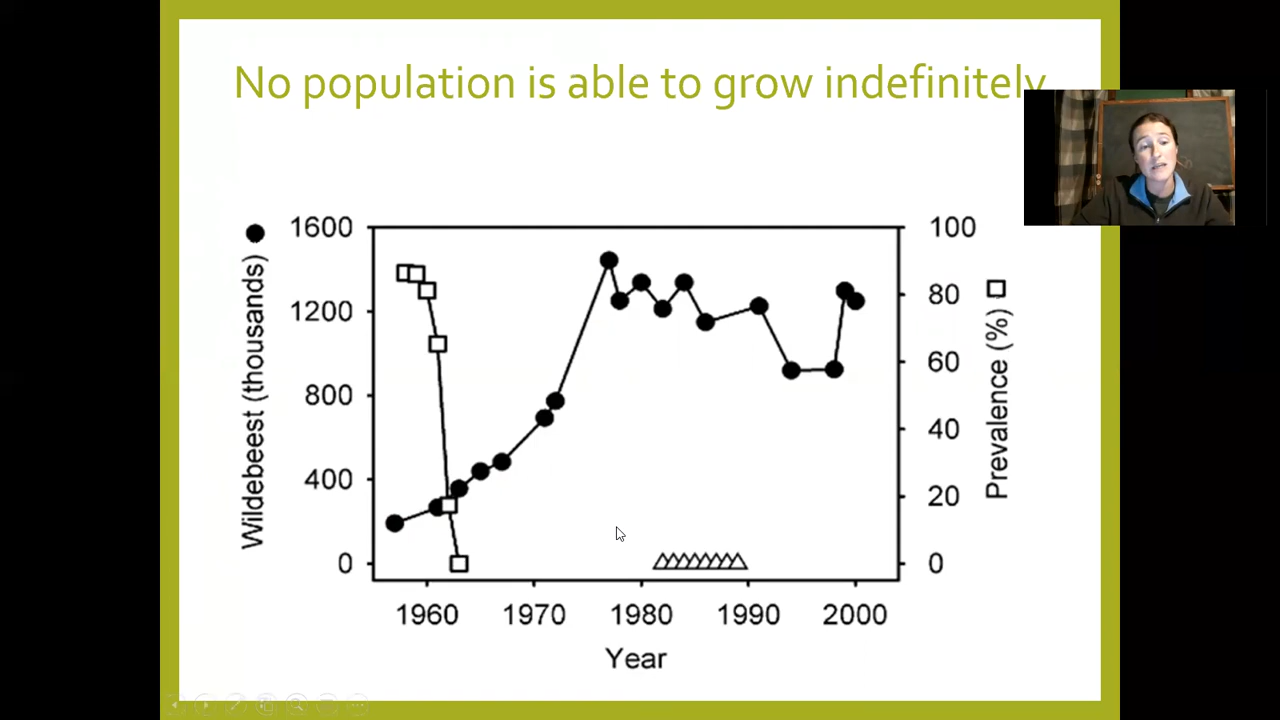 No population is able to grow indefinitely
1600
1200
800
400
0
Wildebeest (thousands)
100
80
60
40
20
0
Prevalence (%)
1960 1970 1980 1990 2000
Year